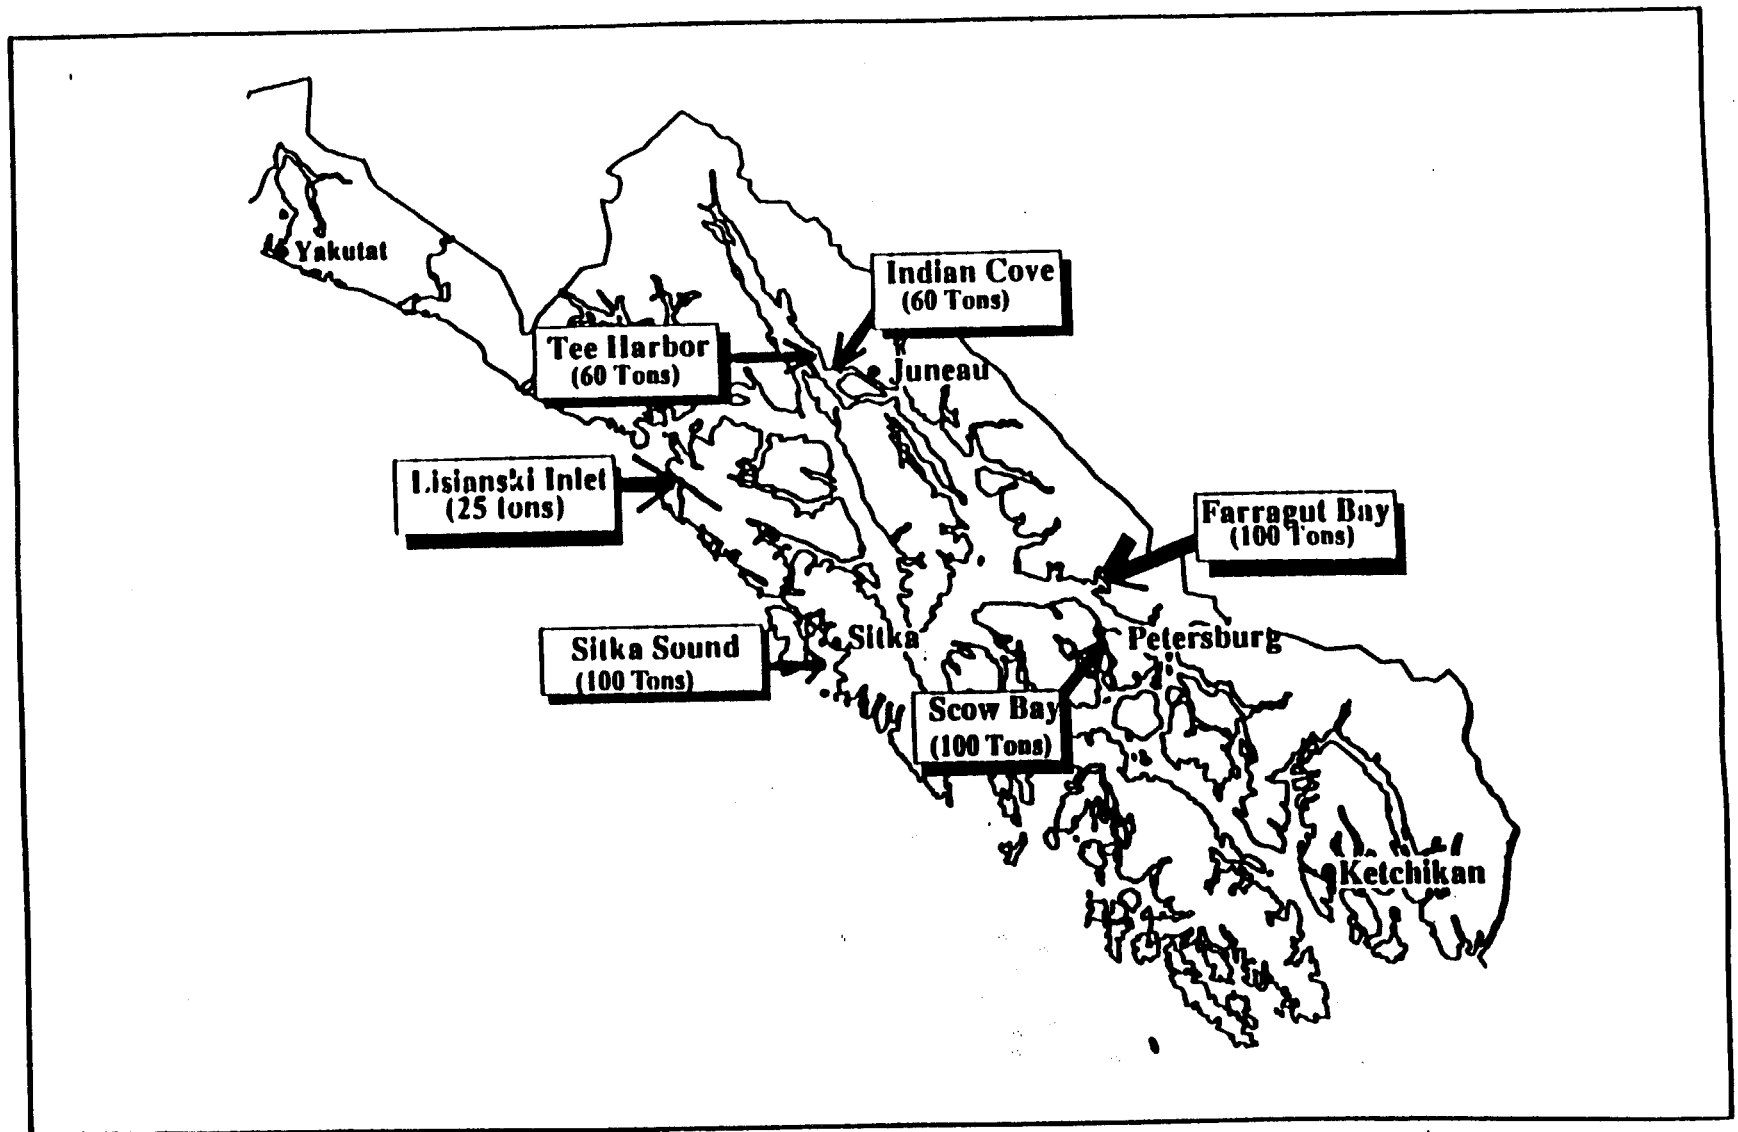 Yakutat
Indian Cove
(60 Tons)
Tee Harbor
(60 Tons)
Juneau
Lisianski Inlet
(25 tons)
Farragut Bay
(100 Tons)
Sitka
Petersburg
Sitka Sound
(100 Tons)
Scow Bay
(100 Tons)
Ketchikan